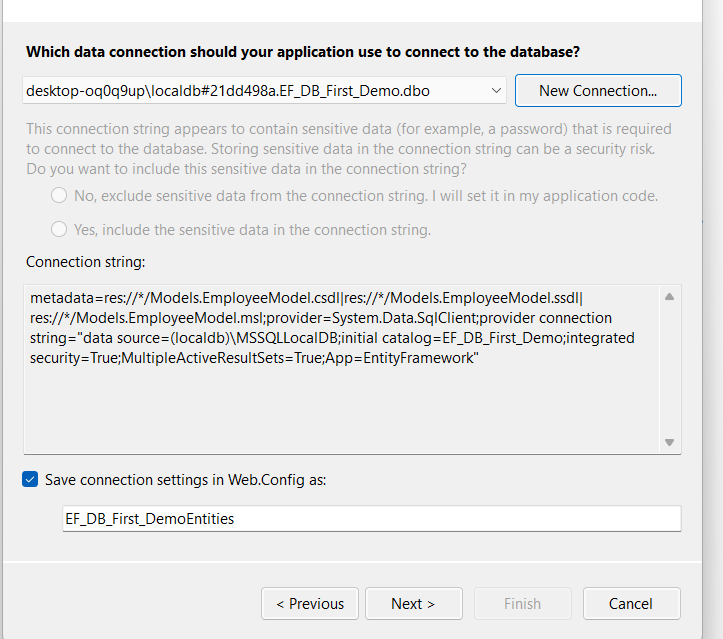 Which data connection should your application use to connect to the database?
desktop-oq0q9up\localdb#21dd498a.EF_DB_First_Demo.dbo
New Connection...
This connection string appears to contain sensitive data (for example, a password) that is required
to connect to the database. Storing sensitive data in the connection string can be a security risk.
Do you want to include this sensitive data in the connection string?
No, exclude sensitive data from the connection string. I will set it in my application code.
Yes, include the sensitive data in the connection string.
Connection string:
metadata=res://*/Models.EmployeeModel.csdl|res://*/Models.EmployeeModel.ssdl|
res://*/Models.EmployeeModel.msl;provider=System.Data.SqlClient;provider connection
string="data source=(localdb)\MSSQLLocalDB;initial catalog=EF_DB_First_Demo;integrated
security=True;MultipleActiveResultSets=True;App=EntityFramework"
Save connection settings in Web.Config as:
EF_DB_First_DemoEntities
< Previous
Next >
Finish
Cancel